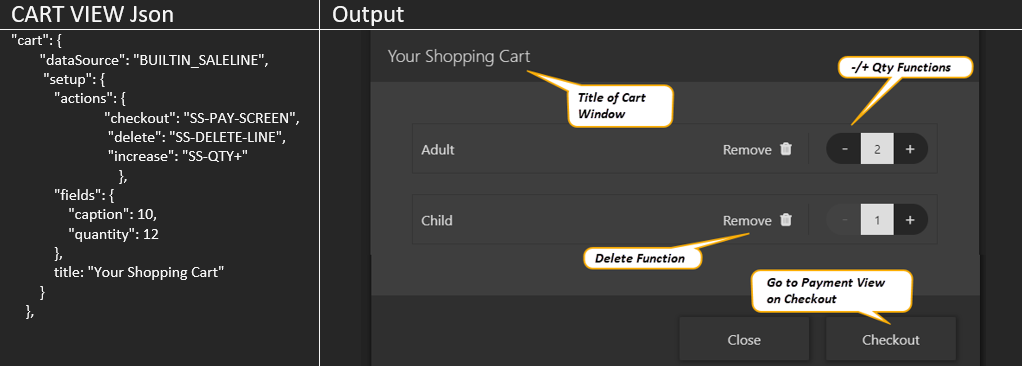 CART VIEW Json
"cart": {
"dataSource": "BUILTIN_SALELINE",
"setup": {
"actions": {
"checkout": "SS-PAY-SCREEN",
"delete": "SS-DELETE-LINE",
"increase": "SS-QTY+"
},
"fields": {
"caption": 10,
"quantity": 12
},
title: "Your Shopping Cart"
}
},
Output
Your Shopping Cart
-/+ Qty Functions
Title of Cart
Window
Adult Remove - 2 +
Child Remove - 1 +
Delete Function
Go to Payment View
on Checkout
Close Checkout